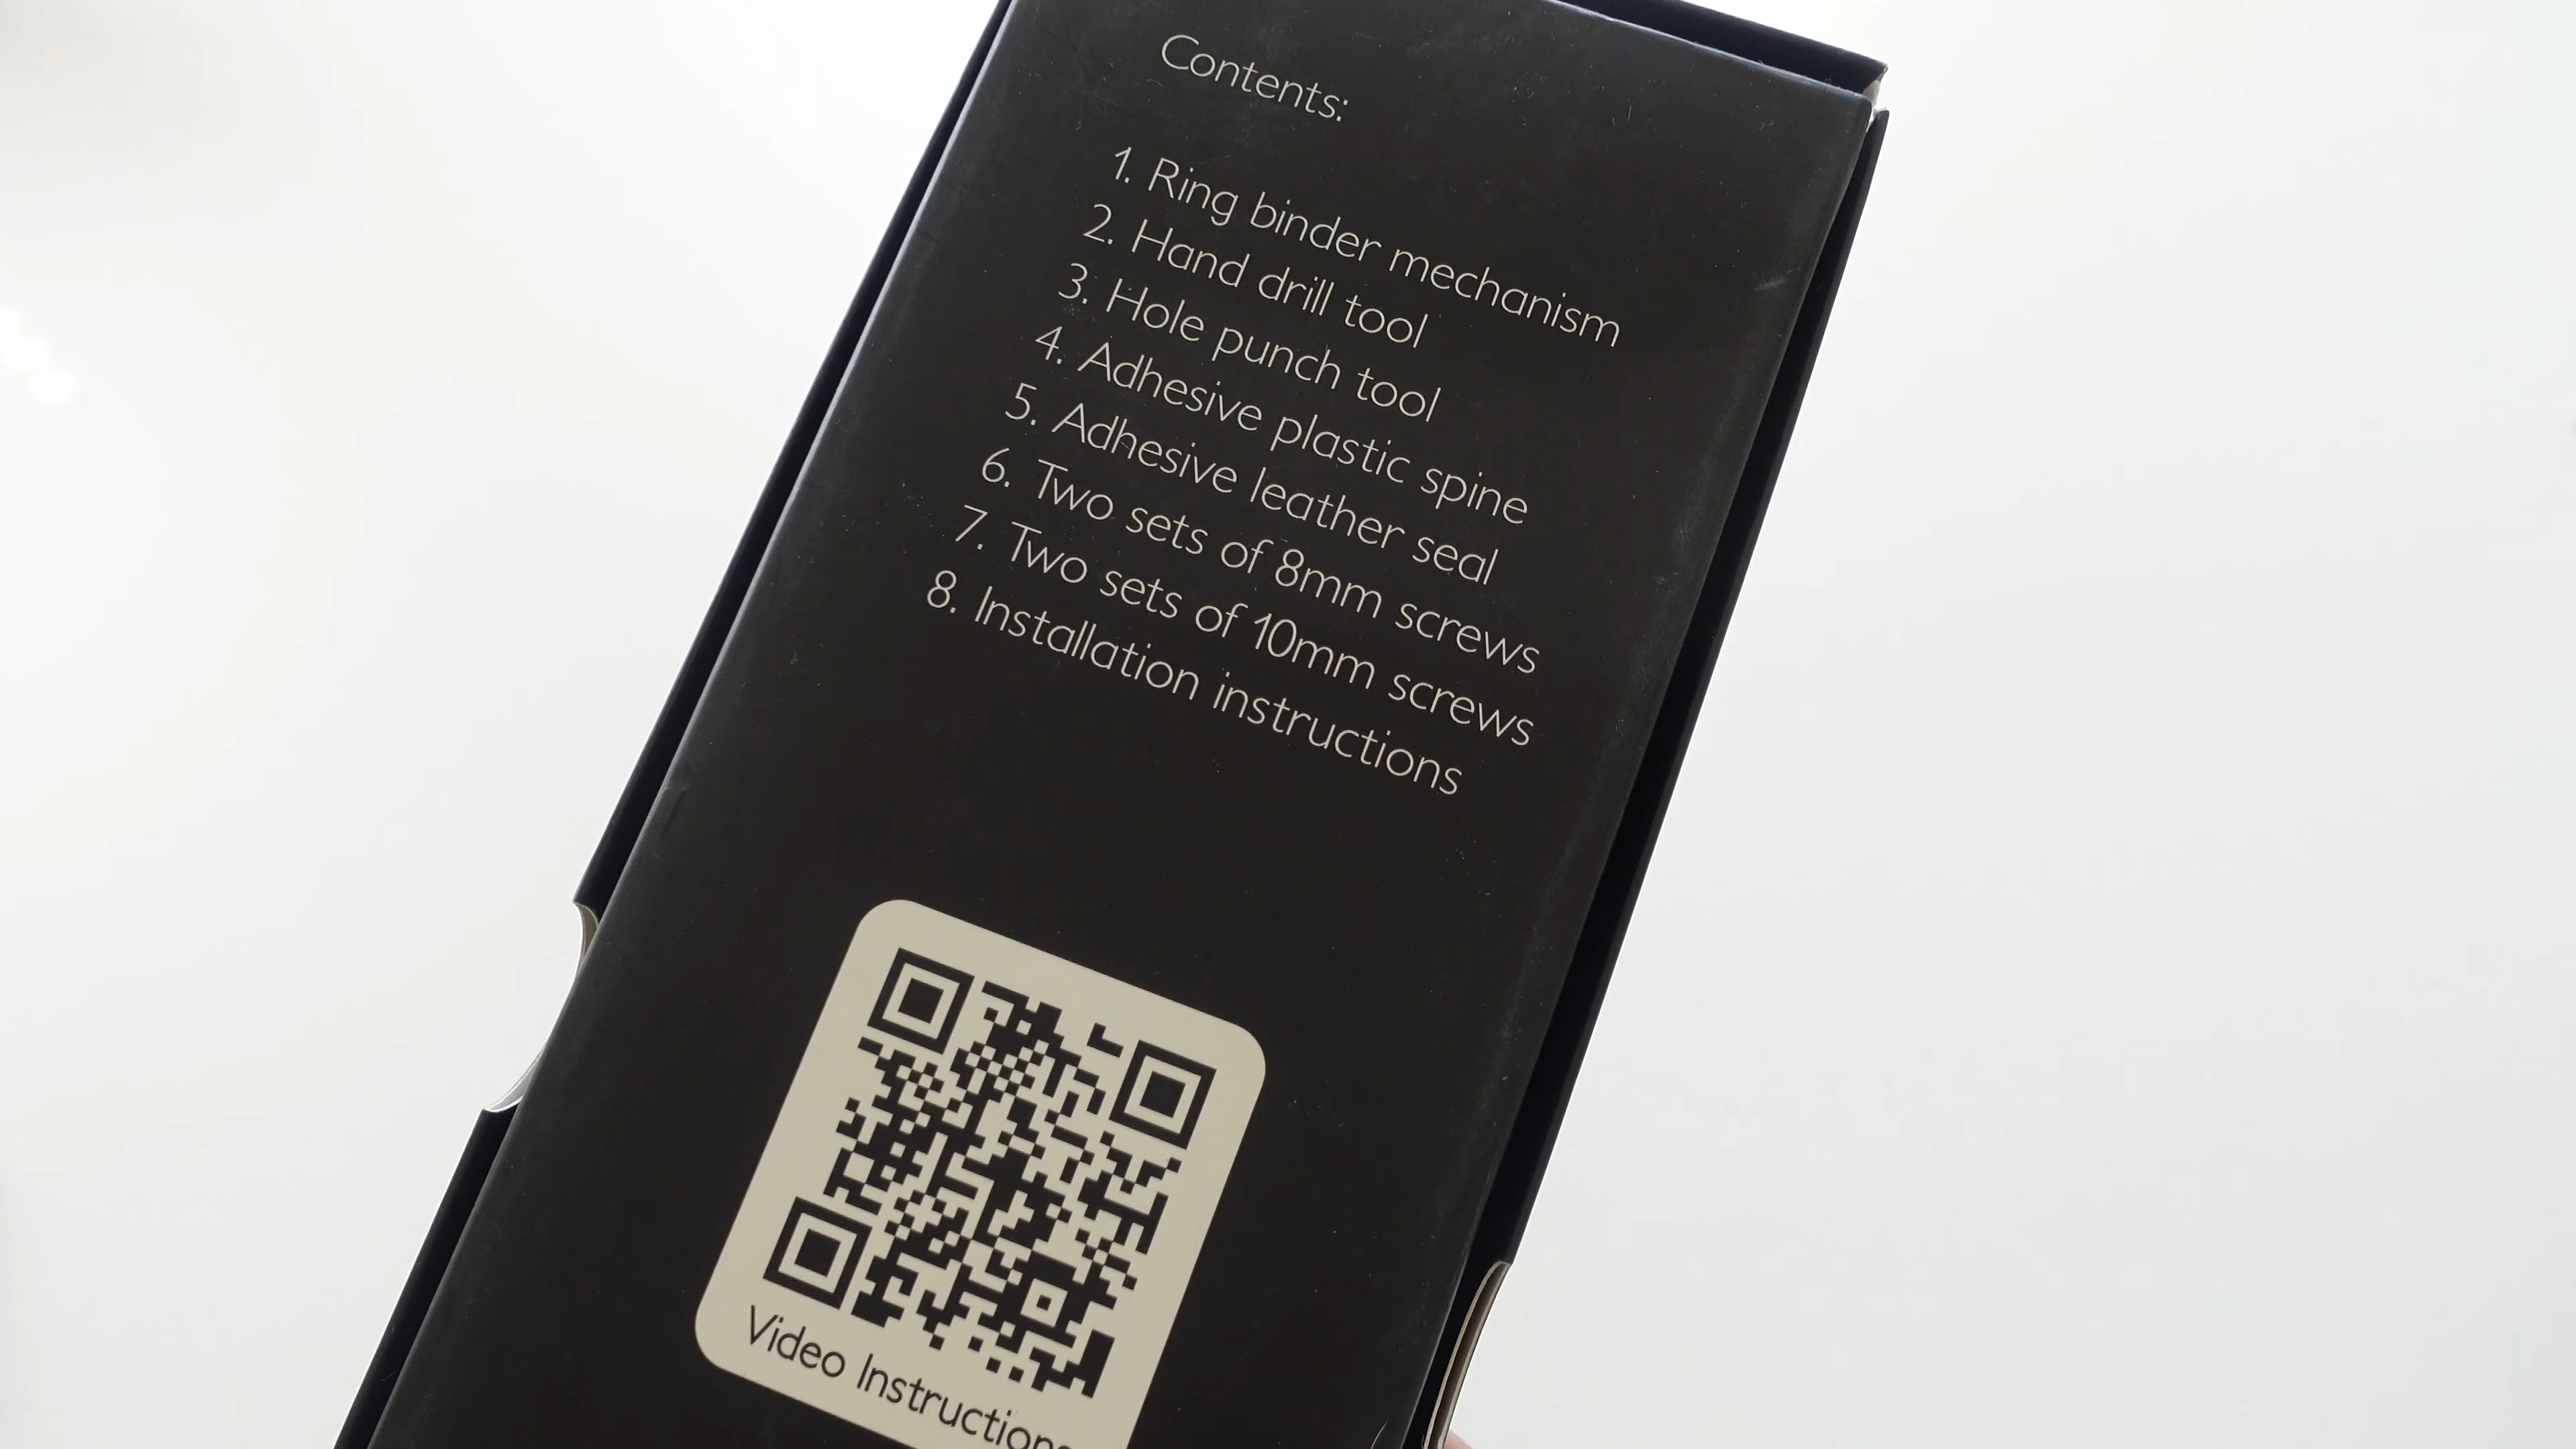 Contents:
1. Ring binder mechanism
2. Hand drill tool
3. Hole punch tool
4. Adhesive plastic spine
5. Adhesive leather seal
6. Two sets of 8mm screws
7. Two sets of 10mm screws
8. Installation instructions
Video Instructions